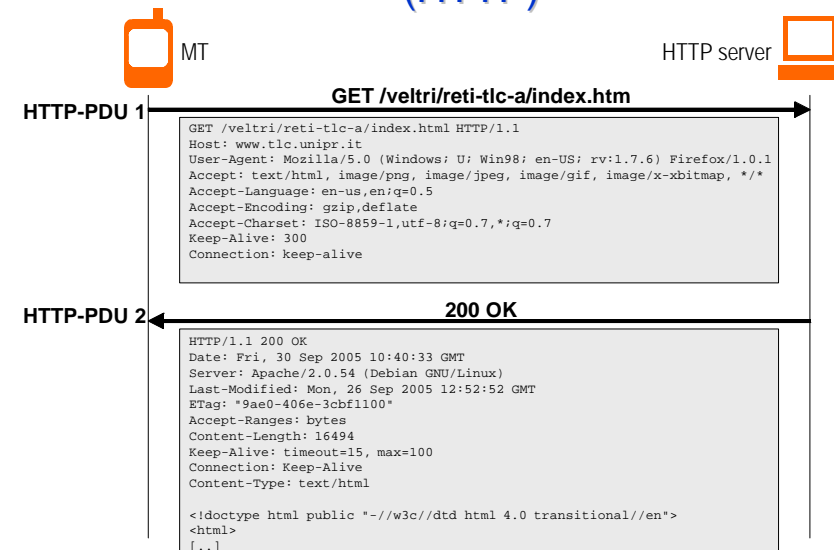 MT
HTTP server
GET /veltri/reti-tlc-a/index.htm
HTTP-PDU 1
GET /veltri/reti-tlc-a/index.html HTTP/1.1
Host: www.tlc.unipr.it
User-Agent: Mozilla/5.0 (Windows; U; Win98; en-US; rv:1.7.6) Firefox/1.0.1
Accept: text/html, image/png, image/jpeg, image/gif, image/x-xbitmap, */*
Accept-Language: en-us,en;q=0.5
Accept-Encoding: gzip,deflate
Accept-Charset: ISO-8859-1,utf-8;q=0.7,*;q=0.7
Keep-Alive: 300
Connection: keep-alive
200 OK
HTTP-PDU 2
HTTP/1.1 200 OK
Date: Fri, 30 Sep 2005 10:40:33 GMT
Server: Apache/2.0.54 (Debian GNU/Linux)
Last-Modified: Mon, 26 Sep 2005 12:52:52 GMT
ETag: "9ae0-406e-3cbf1100"
Accept-Ranges: bytes
Content-Length: 16494
Keep-Alive: timeout=15, max=100
Connection: Keep-Alive
Content-Type: text/html
<!doctype html public "-//w3c//dtd html 4.0 transitional//en">
<html>
[..]